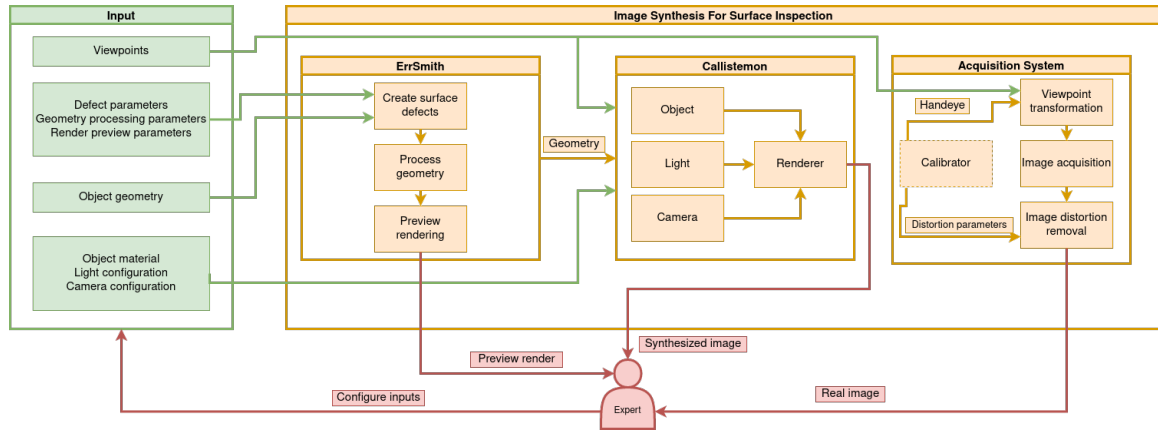 Input
Viewpoints
Defect parameters
Geometry processing parameters
Render preview parameters
Object geometry
Object material
Light configuration
Camera configuration
Image Synthesis For Surface Inspection
ErrSmith
Create surface
defects
Process
geometry
Preview
rendering
Geometry
Callistemon
Object
Light
Camera
Renderer
Acquisition System
Viewpoint
transformation
Handeye
Calibrator
Image acquisition
Distortion parameters
Image distortion
removal
Preview render
Synthesized image
Configure inputs
Expert
Real image